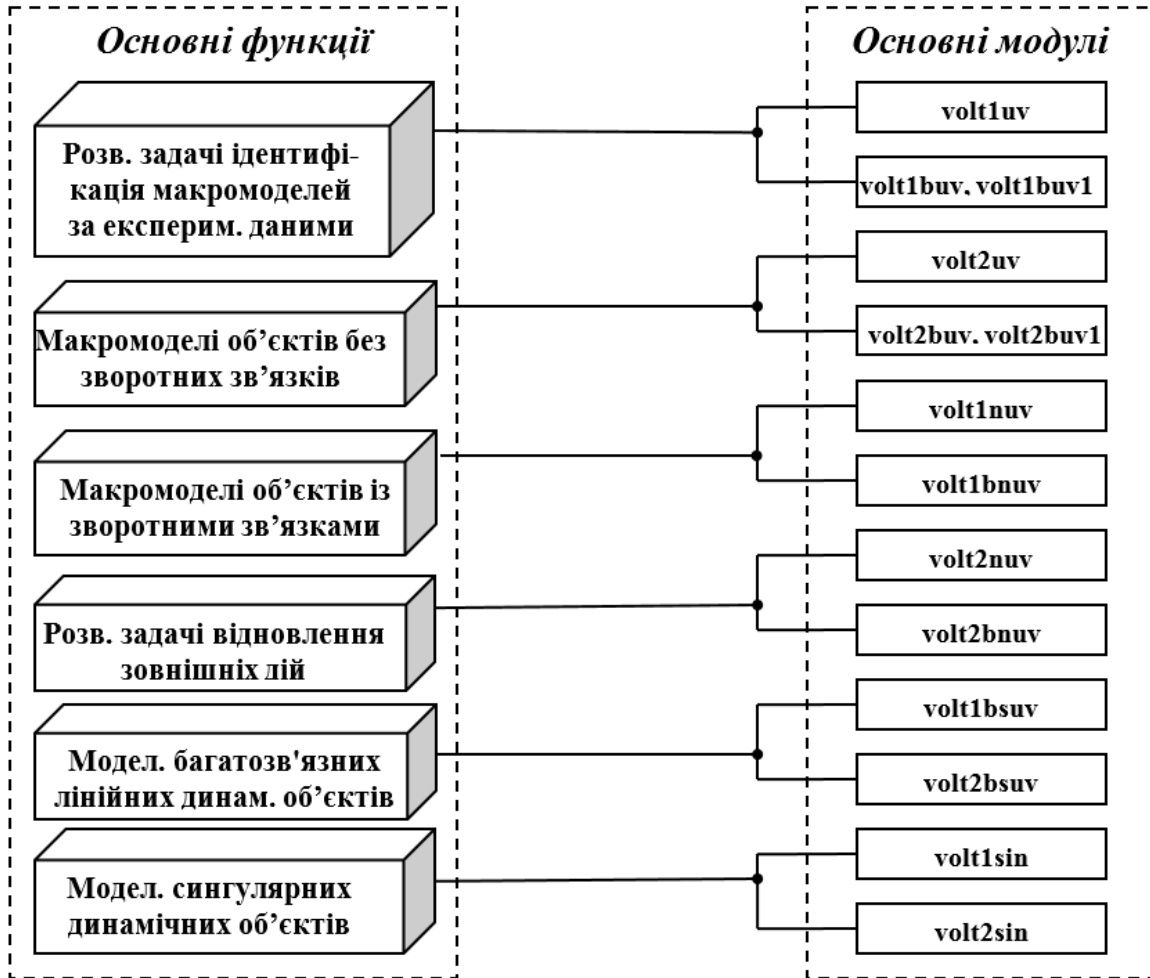 Основні функції
Розв. задачі ідентифі-
кація макромоделей
за експерим. даними
Макромоделі об’єктів без
зворотних зв’язків
Макромоделі об’єктів із
зворотними зв’язками
Розв. задачі відновлення
зовнішніх дій
Модел. багатозв'язних
лінійних динам. об’єктів
Модел. сингулярних
динамічних об’єктів
Основні модулі
volt1uv
volt1buv, volt1buv1
volt2uv
volt2buv, volt2buv1
volt1nuv
volt1bnuv
volt2nuv
volt2bnuv
volt1bsuv
volt2bsuv
volt1sin
volt2sin